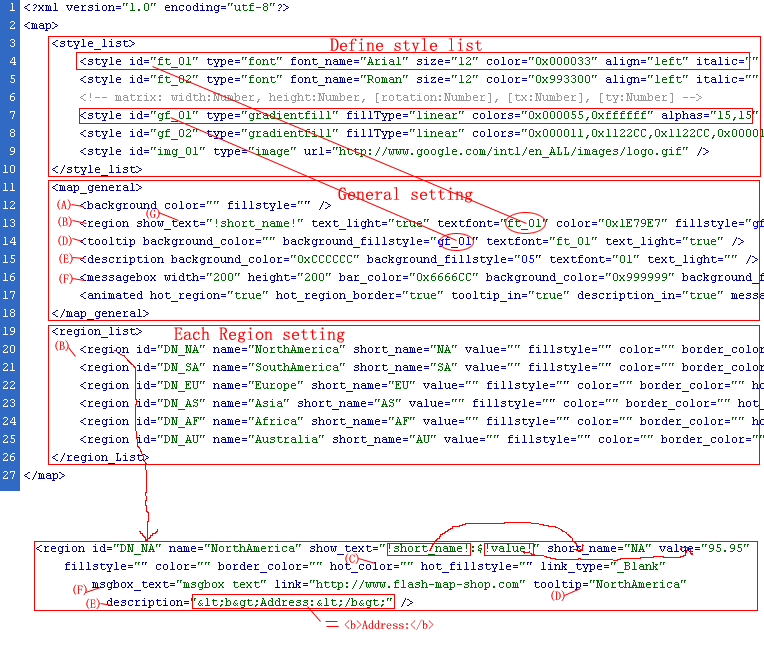 1 <?xml version="1.0" encoding="utf-8"?>
2 <map>
3 <style_list>
Define style list
4 <style id="ft_01" type="font" font_name="Arial" size="12" color="0x000033" align="left" italic=""
5 <style id="ft_02" type="font" font_name="Roman" size="12" color="0x993300" align="left" italic=""
6 <!-- matrix: width:Number, height:Number, [rotation:Number], [tx:Number], [ty:Number] -->
7 <style id="gf_01" type="gradientfill" fillType="linear" colors="0x000055,0xffffff" alphas="15,15"
8 <style id="gf_02" type="gradientfill" fillType="linear" colors="0x000011,0x1122CC,0x1122CC,0x00001
9 <style id="img_01" type="image" url="http://www.google.com/intl/en_ALL/images/logo.gif" />
10 </style_list>
11 <map_general>
General setting
12 (A) <background color="" fillstyle="" />
(G)
13 (B) <region show_text="!short_name!" text_light="true" textfont="ft_01" color="0x1E79E7" fillstyle="gf
14 (D) <tooltip background_color="" background_fillstyle="gf_01" textfont="ft_01" text_light="true" />
15 (E) <description background_color="0xCCCCCC" background_fillstyle="05" textfont="01" text_light="" />
16 (F) <messagebox width="200" height="200" bar_color="0x6666CC" background_color="0x999999" background_f
17 <animated hot_region="true" hot_region_border="true" tooltip_in="true" description_in="true" messa
18 </map_general>
19 <region_list>
Each Region setting
20 (B) <region id="DN_NA" name="NorthAmerica" short_name="NA" value="" fillstyle="" color="" border_color
21 <region id="DN_SA" name="SouthAmerica" short_name="SA" value="" fillstyle="" color="" border_color
22 <region id="DN_EU" name="Europe" short_name="EU" value="" fillstyle="" color="" border_color="" ho
23 <region id="DN_AS" name="Asia" short_name="AS" value="" fillstyle="" color="" border_color="" hot_
24 <region id="DN_AF" name="Africa" short_name="AF" value="" fillstyle="" color="" border_color="" ho
25 <region id="DN_AU" name="Australia" short_name="AU" value="" fillstyle="" color="" border_color=""
26 </region_List>
27 </map>
<region id="DN_NA" name="NorthAmerica" show_text="!short_name!:$!value!" short_name="NA" value="95.95"
(C)
fillstyle="" color="" border_color="" hot_color="" hot_fillstyle="" link_type="_Blank"
(F) msgbox_text="msgbox text" link="http://www.flash-map-shop.com" tooltip="NorthAmerica"
(D)
(E) description="&lt;b&gt;Address:&lt;/b&gt;" />
= <b>Address:</b>